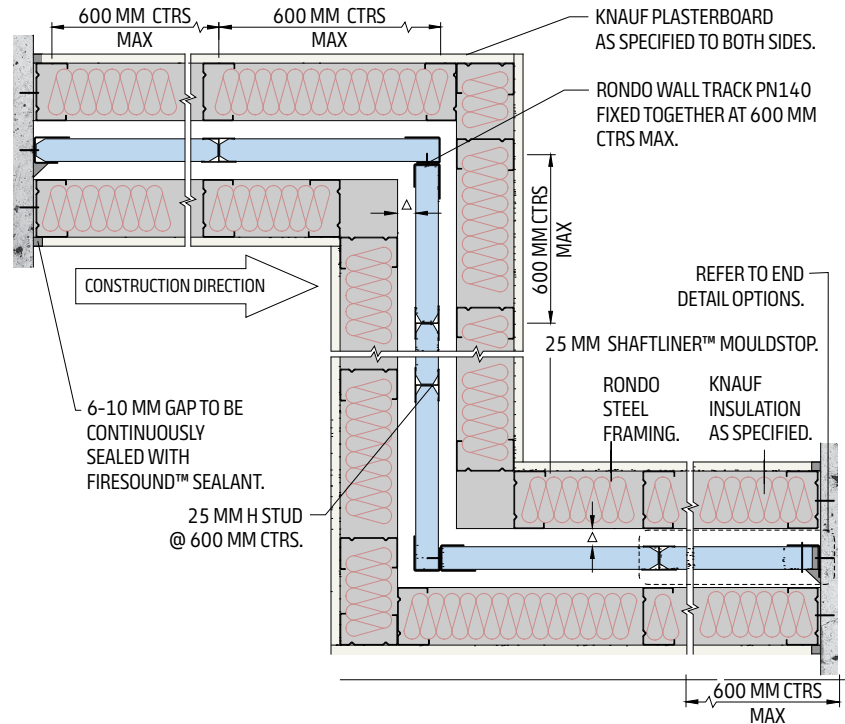 600 MM CTRS
MAX
600 MM CTRS
MAX
KNAUF PLASTERBOARD
AS SPECIFIED TO BOTH SIDES.
RONDO WALL TRACK PN140
FIXED TOGETHER AT 600 MM
CTRS MAX.
△
600 MM CTRS
MAX
CONSTRUCTION DIRECTION
REFER TO END
DETAIL OPTIONS.
25 MM SHAFTLINER™ MOULDSTOP.
RONDO
STEEL
FRAMING.
KNAUF
INSULATION
AS SPECIFIED.
6-10 MM GAP TO BE
CONTINUOUSLY
SEALED WITH
FIRESOUND™ SEALANT.
25 MM H STUD
@ 600 MM CTRS.
△
600 MM CTRS
MAX